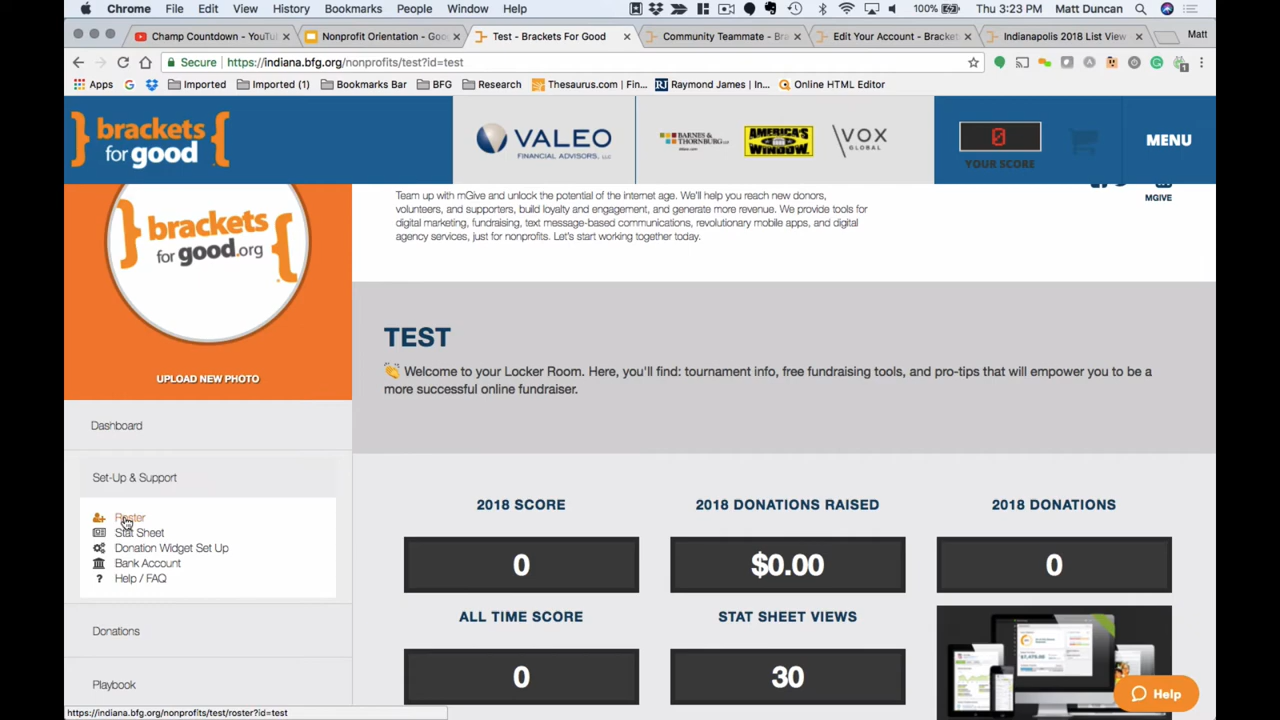 Chrome File Edit View History Bookmarks People Window Help 100% Thu 3:23 PM Matt Duncan
Champ Countdown - YouTu Nonprofit Orientation - Goo Test - Brackets For Good Community Teammate - Bra Edit Your Account - Bracket Indianapolis 2018 List View Matt
Secure https://indiana.bfg.org/nonprofits/test?id=test
Apps Imported Imported (1) Bookmarks Bar BFG Research Thesaurus.com | Fin... Raymond James | In... Online HTML Editor
brackets
for good
VALEO
FINANCIAL ADVISORS, LLC
BARNES &
THORNBURG LLP
AMERICA'S
WINDOW
VOX
GLOBAL
0
YOUR SCORE
MENU
Team up with mGive and unlock the potential of the internet age. We'll help you reach new donors,
volunteers, and supporters, build loyalty and engagement, and generate more revenue. We provide tools for
digital marketing, fundraising, text message-based communications, revolutionary mobile apps, and digital
agency services, just for nonprofits. Let's start working together today.
MGIVE
brackets
for good.org
UPLOAD NEW PHOTO
TEST
👏 Welcome to your Locker Room. Here, you'll find: tournament info, free fundraising tools, and pro-tips that will empower you to be a
more successful online fundraiser.
Dashboard
Set-Up & Support
Roster
Stat Sheet
Donation Widget Set Up
Bank Account
? Help / FAQ
Donations
Playbook
2018 SCORE 2018 DONATIONS RAISED 2018 DONATIONS
0 $0.00 0
ALL TIME SCORE STAT SHEET VIEWS
0 30
Help
https://indiana.bfg.org/nonprofits/test/roster?id=test